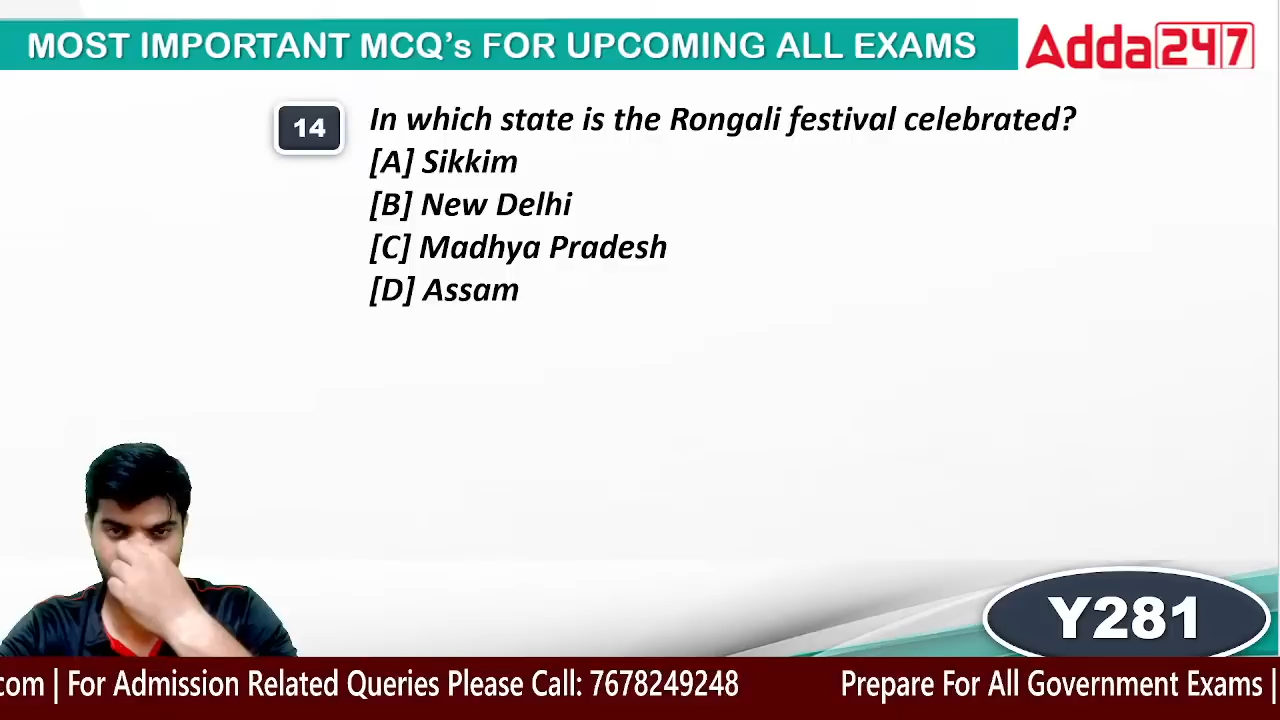 MOST IMPORTANT MCQ's FOR UPCOMING ALL EXAMS
Adda247
14
In which state is the Rongali festival celebrated?
[A] Sikkim
[B] New Delhi
[C] Madhya Pradesh
[D] Assam
Y281
com | For Admission Related Queries Please Call: 7678249248 Prepare For All Government Exams |